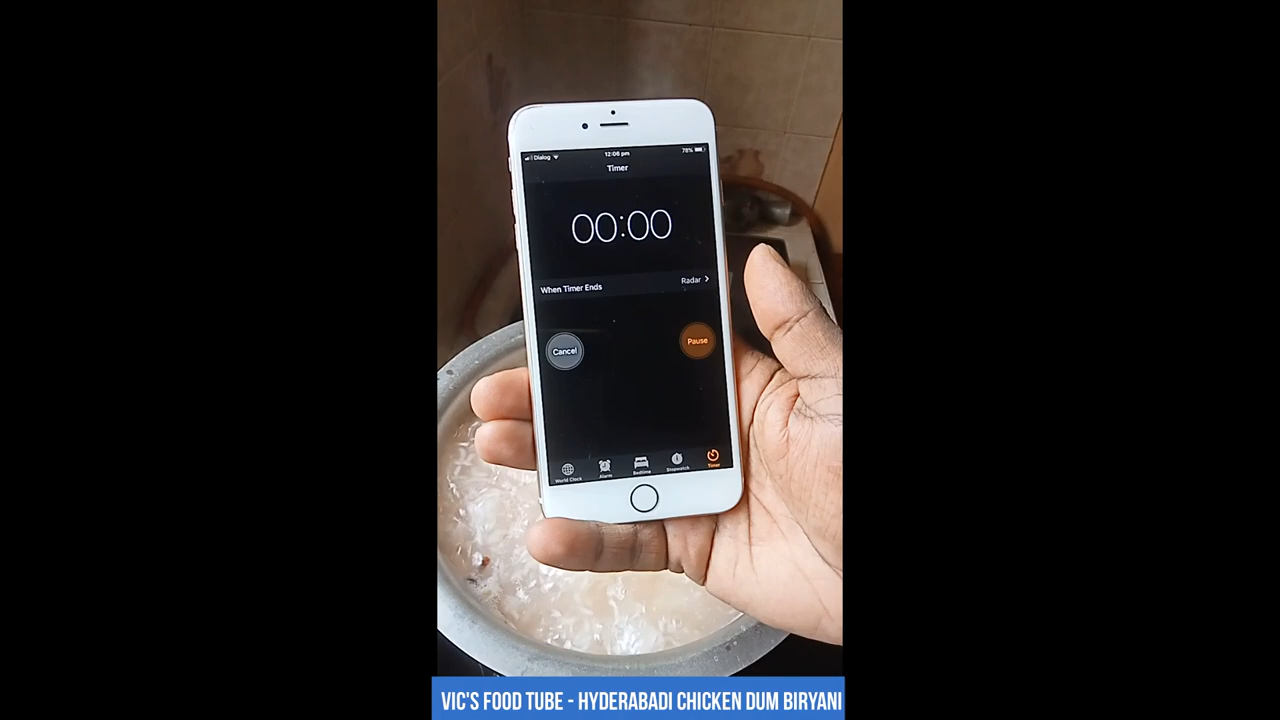 Dialog 12:06 pm 78%
Timer
00:00
When Timer Ends Radar
Cancel Pause
World Clock Alarm Bedtime Stopwatch Timer
VIC'S FOOD TUBE - HYDERABADI CHICKEN DUM BIRYANI